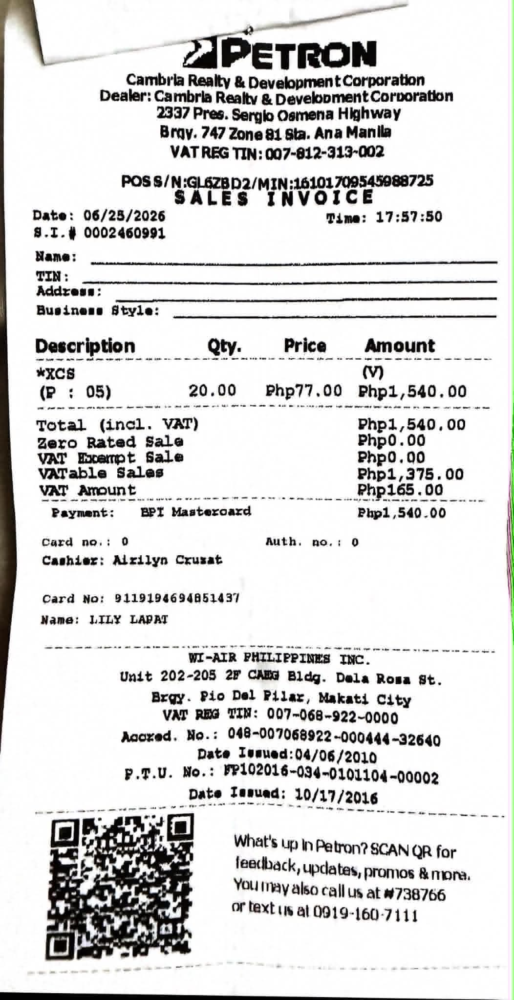 PETRON
Cambria Realty & Development Corporation
Dealer: Cambria Realty & Development Corporation
2337 Pres. Sergio Osmena Highway
Brgy. 747 Zone 81 Sta. Ana Manila
VAT REG TIN: 007-812-313-002
POS S/N:GL6ZBD2/MIN:16101709545988725
SALES INVOICE
Date: 06/25/2026 Time: 17:57:50
S.I.# 0002460991
Name:
TIN:
Address:
Business Style:
Description Qty. Price Amount
*XCS (V)
(P : 05) 20.00 Php77.00 Php1,540.00
Total (incl. VAT) Php1,540.00
Zero Rated Sale Php0.00
VAT Exempt Sale Php0.00
VATable Sales Php1,375.00
VAT Amount Php165.00
Payment: BPI Mastercard Php1,540.00
Card no.: 0 Auth. no.: 0
Cashier: Airilyn Cruzat
Card No: 9119194694851437
Name: LILY LAPAT
WI-AIR PHILIPPINES INC.
Unit 202-205 2F CAEG Bldg. Dela Rosa St.
Brgy. Pio Del Pilar, Makati City
VAT REG TIN: 007-068-922-0000
Accred. No.: 048-007068922-000444-32640
Date Issued:04/06/2010
P.T.U. No.: FP102016-034-0101104-00002
Date Issued: 10/17/2016
What's up in Petron? SCAN QR for
feedback, updates, promos & more.
You may also call us at #738766
or text us at 0919-160-7111